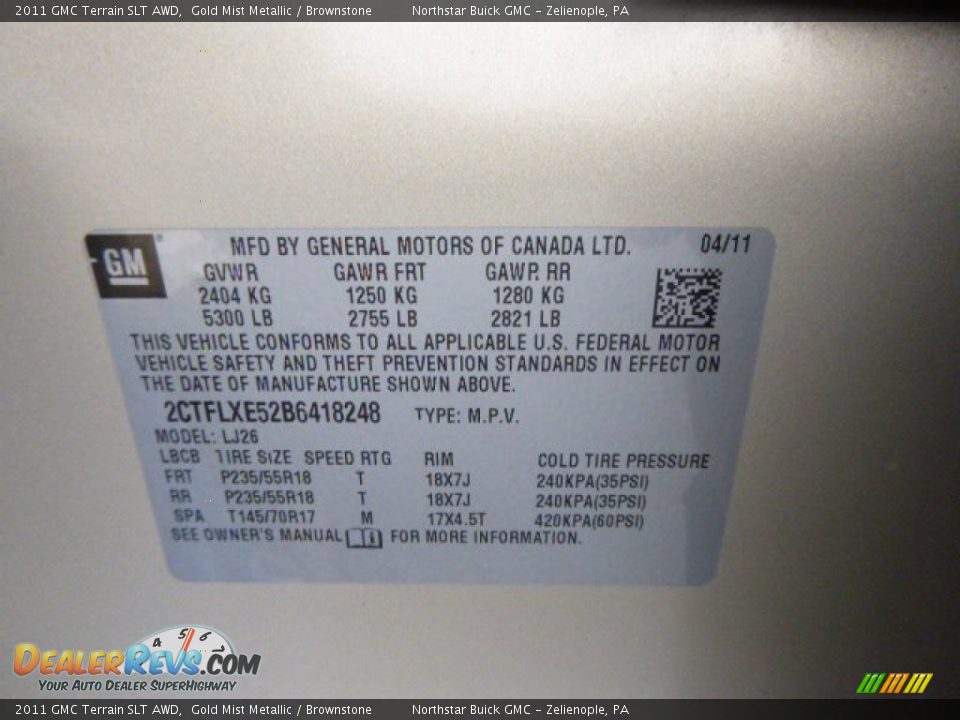 2011 GMC Terrain SLT AWD, Gold Mist Metallic / Brownstone Northstar Buick GMC - Zelienople, PA
GM
MFD BY GENERAL MOTORS OF CANADA LTD. 04/11
GVWR GAWR FRT GAWR RR
2404 KG 1250 KG 1280 KG
5300 LB 2755 LB 2821 LB
THIS VEHICLE CONFORMS TO ALL APPLICABLE U.S. FEDERAL MOTOR
VEHICLE SAFETY AND THEFT PREVENTION STANDARDS IN EFFECT ON
THE DATE OF MANUFACTURE SHOWN ABOVE.
2CTFLXE52B6418248 TYPE: M.P.V.
MODEL: LJ26
LBCB TIRE SIZE SPEED RTG RIM COLD TIRE PRESSURE
FRT P235/55R18 T 18X7J 240KPA(35PSI)
RR P235/55R18 T 18X7J 240KPA(35PSI)
SPA T145/70R17 M 17X4.5T 420KPA(60PSI)
SEE OWNER'S MANUAL FOR MORE INFORMATION.
4 5 6
DEALERREVS.COM
YOUR AUTO DEALER SUPERHIGHWAY
2011 GMC Terrain SLT AWD, Gold Mist Metallic / Brownstone Northstar Buick GMC - Zelienople, PA